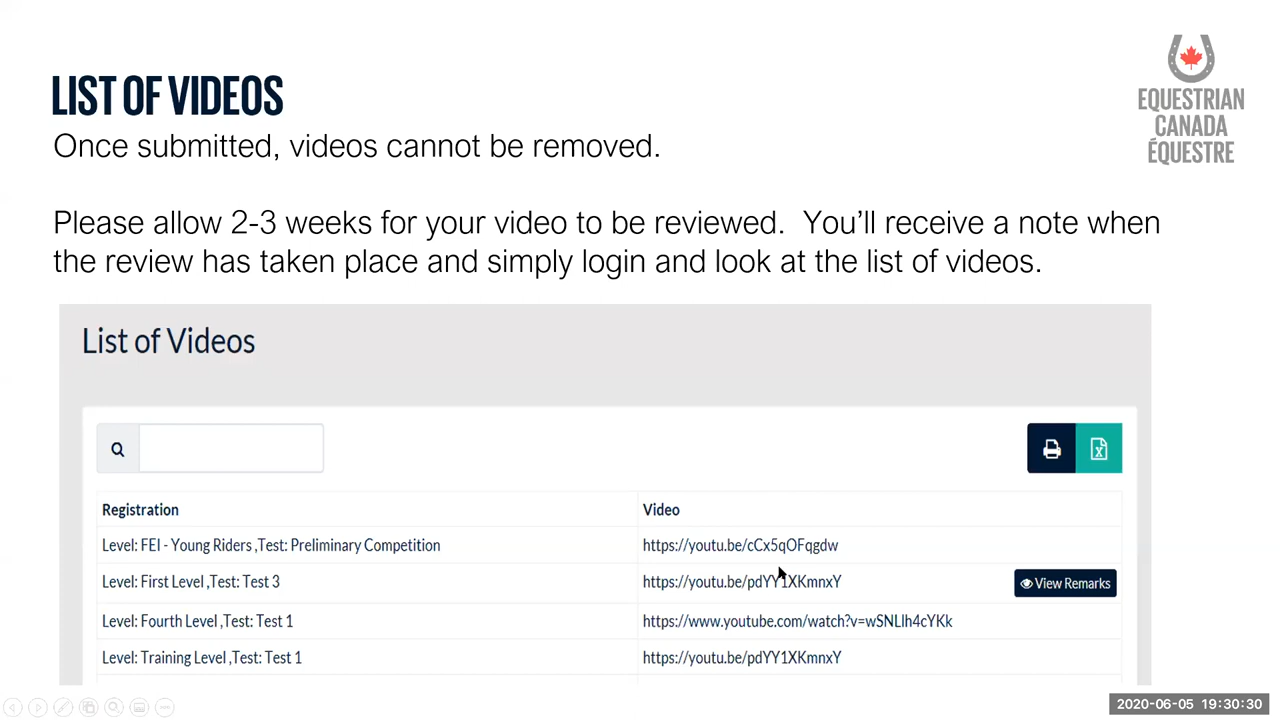 LIST OF VIDEOS
Once submitted, videos cannot be removed.
Please allow 2-3 weeks for your video to be reviewed.  You'll receive a note when
the review has taken place and simply login and look at the list of videos.
EQUESTRIAN
CANADA
ÉQUESTRE
List of Videos
Registration Video
Level: FEI - Young Riders ,Test: Preliminary Competition https://youtu.be/cCx5qOFqgdw
Level: First Level ,Test: Test 3 https://youtu.be/pdYY1XKmnxY View Remarks
Level: Fourth Level ,Test: Test 1 https://www.youtube.com/watch?v=wSNLlh4cYKk
Level: Training Level ,Test: Test 1 https://youtu.be/pdYY1XKmnxY
2020-06-05 19:30:30